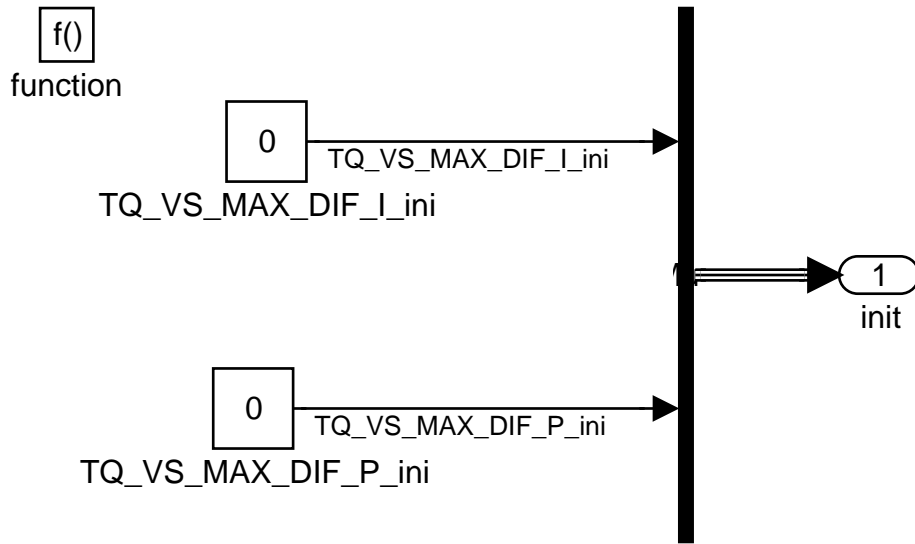 f()
function
0
TQ_VS_MAX_DIF_I_ini
TQ_VS_MAX_DIF_I_ini
1
init
0
TQ_VS_MAX_DIF_P_ini
TQ_VS_MAX_DIF_P_ini